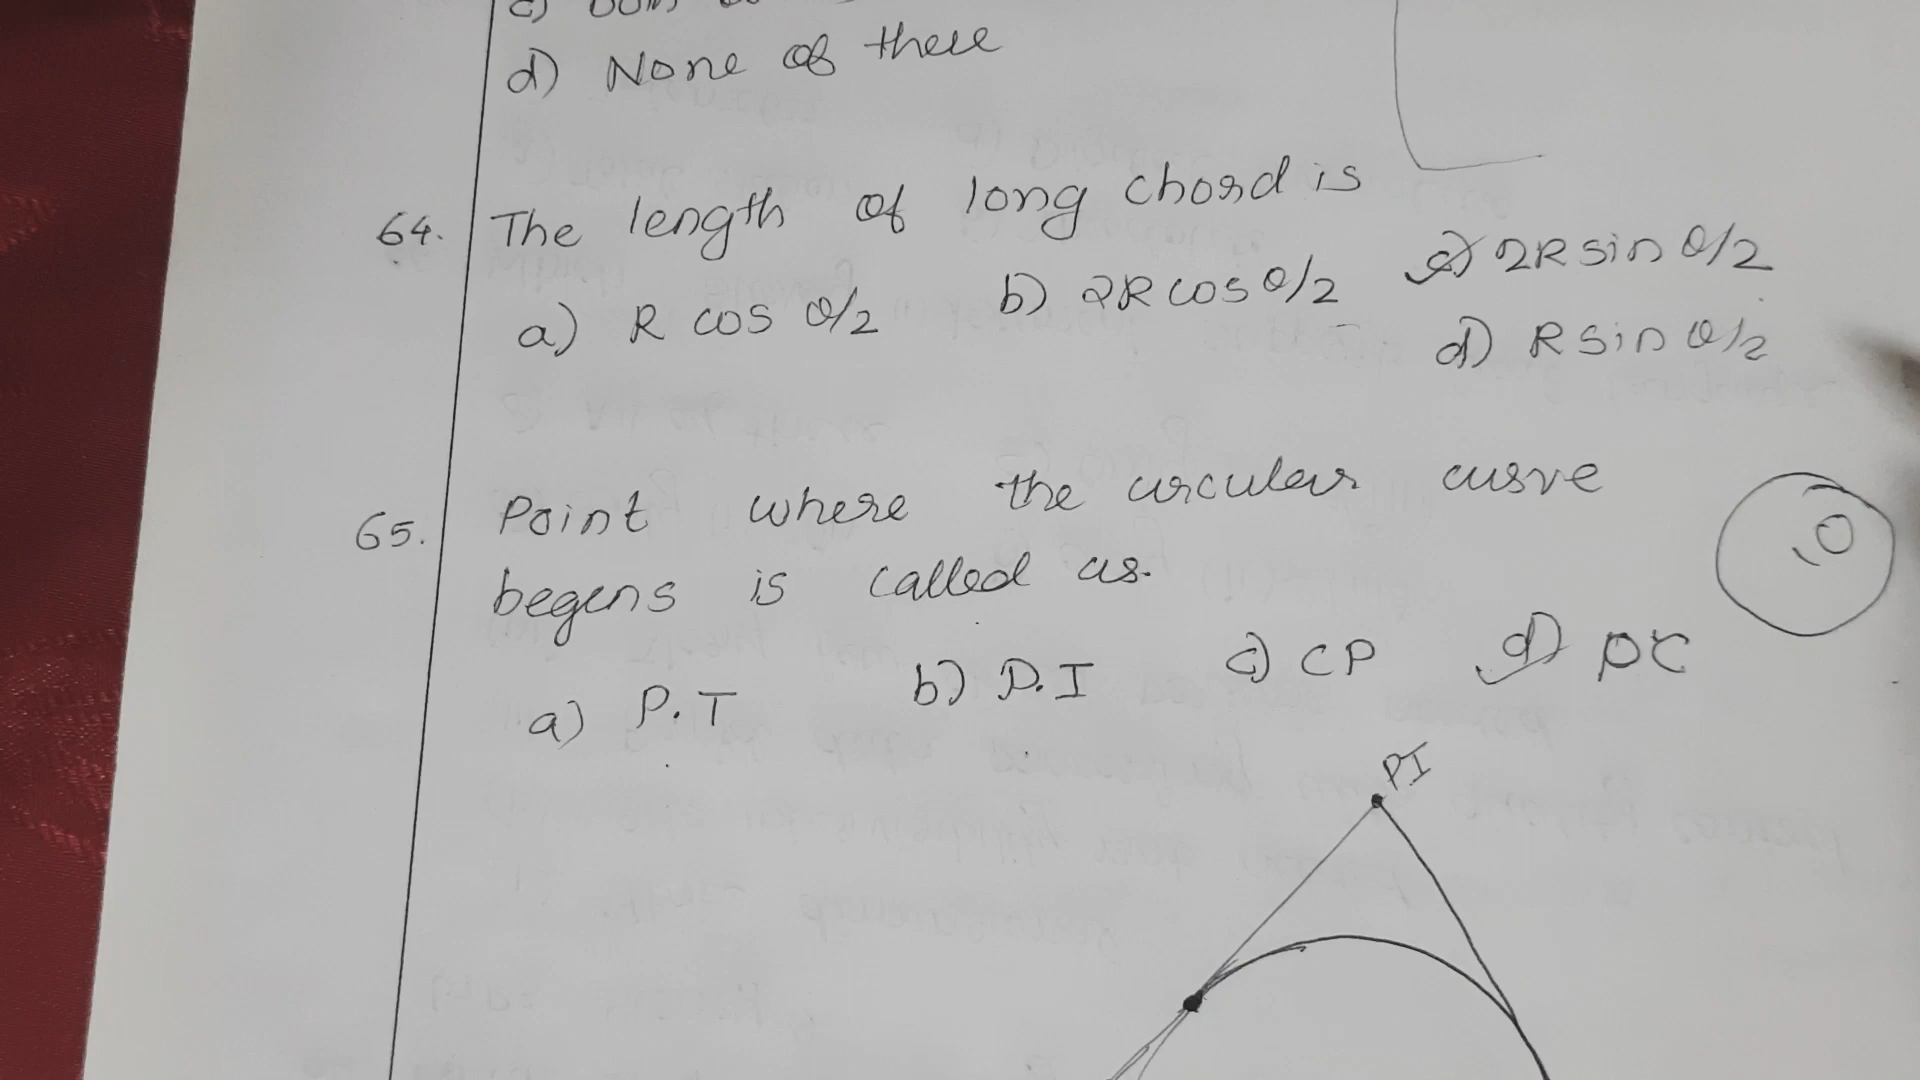 d) None of these
64. The length of long chord is
a) R cos θ/2 b) 2R cos θ/2 c) 2R sin θ/2
d) R sin θ/2
65. Point where the circular curve
begens is called as.
a) P.T b) P.I c) CP d) PC
PI